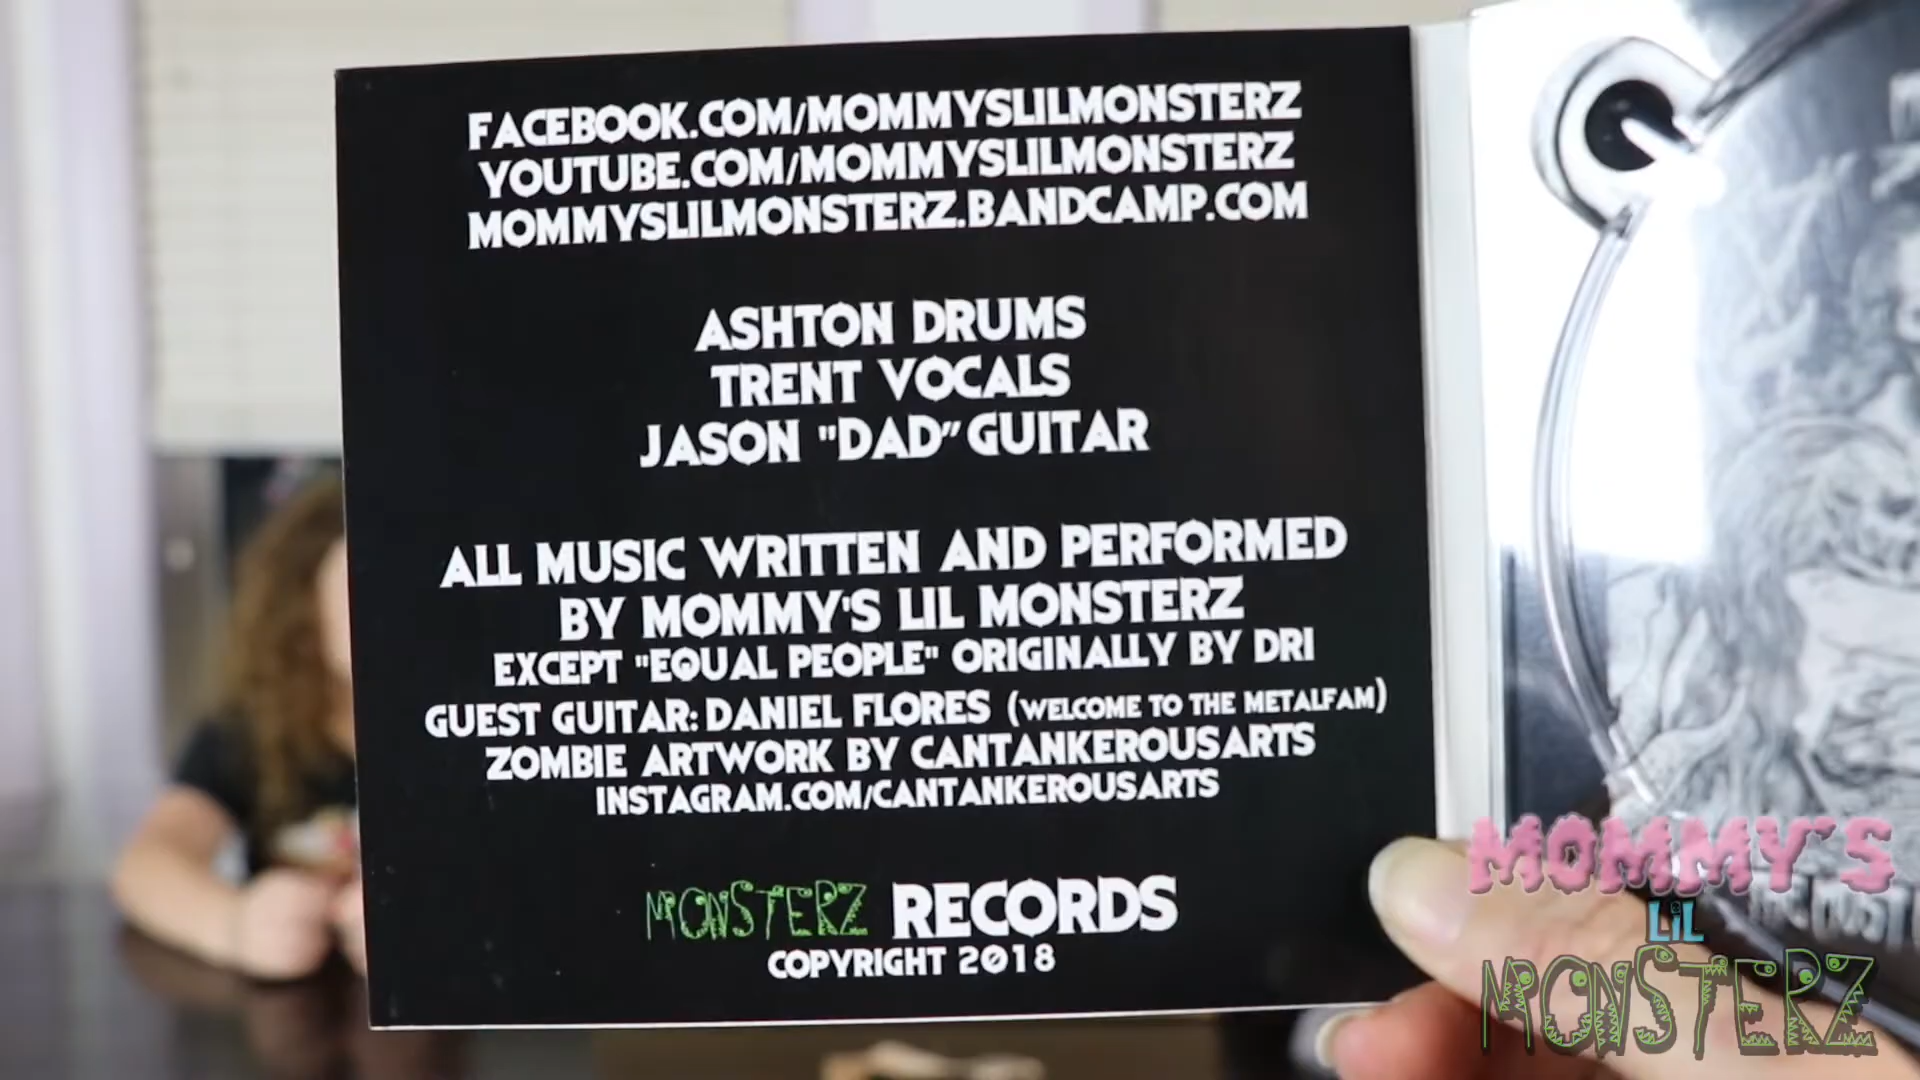 FACEBOOK.COM/MOMMYSLILMONSTERZ
YOUTUBE.COM/MOMMYSLILMONSTERZ
MOMMYSLILMONSTERZ.BANDCAMP.COM
ASHTON DRUMS
TRENT VOCALS
JASON "DAD" GUITAR
ALL MUSIC WRITTEN AND PERFORMED
BY MOMMY'S LIL MONSTERZ
EXCEPT "EQUAL PEOPLE" ORIGINALLY BY DRI
GUEST GUITAR: DANIEL FLORES (WELCOME TO THE METALFAM)
ZOMBIE ARTWORK BY CANTANKEROUSARTS
INSTAGRAM.COM/CANTANKEROUSARTS
MONSTERZ RECORDS
COPYRIGHT 2018
MOMMY'S
LIL
MONSTERZ